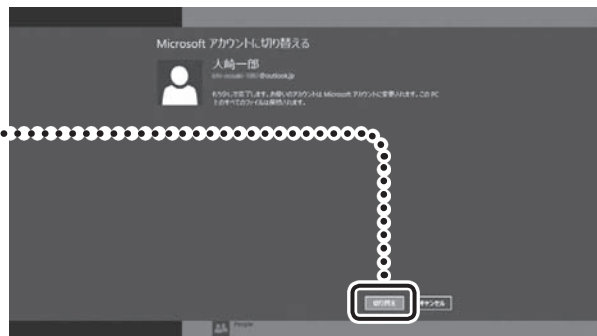 Microsoft アカウントに切り替える
大崎一郎
@outlook.jp
もう少しで完了します。お使いのアカウントは Microsoft アカウントに変更されます。この PC
上のすべてのファイルは保持されます。
切り替え
キャンセル
People